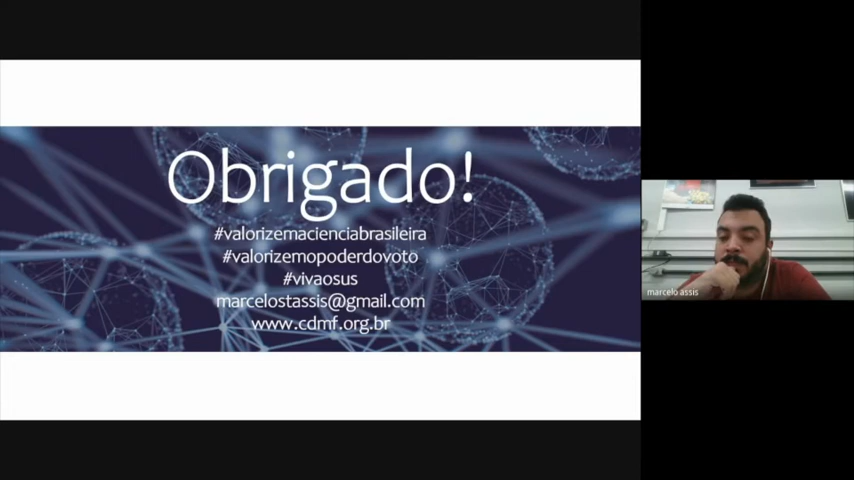 Obrigado!
#valorizemacienciabrasileira
#valorizemopoderdovoto
#vivaosus
marcelostassis@gmail.com
www.cdmf.org.br
marcelo assis